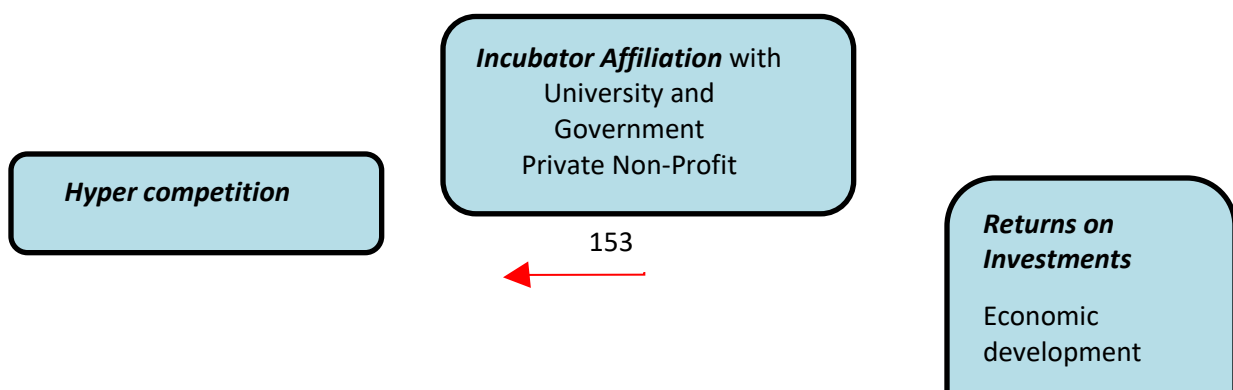 Incubator Affiliation with
University and
Government
Private Non-Profit
Hyper competition
153
Returns on
Investments
Economic
development